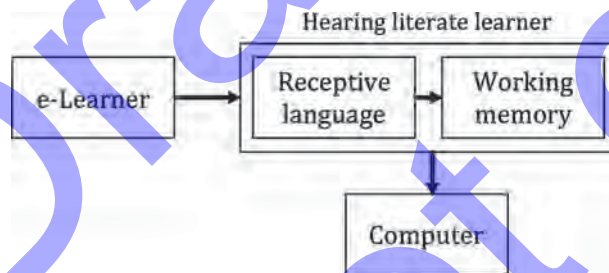 Hearing literate learner
e-Learner
Receptive
language
Working
memory
Computer